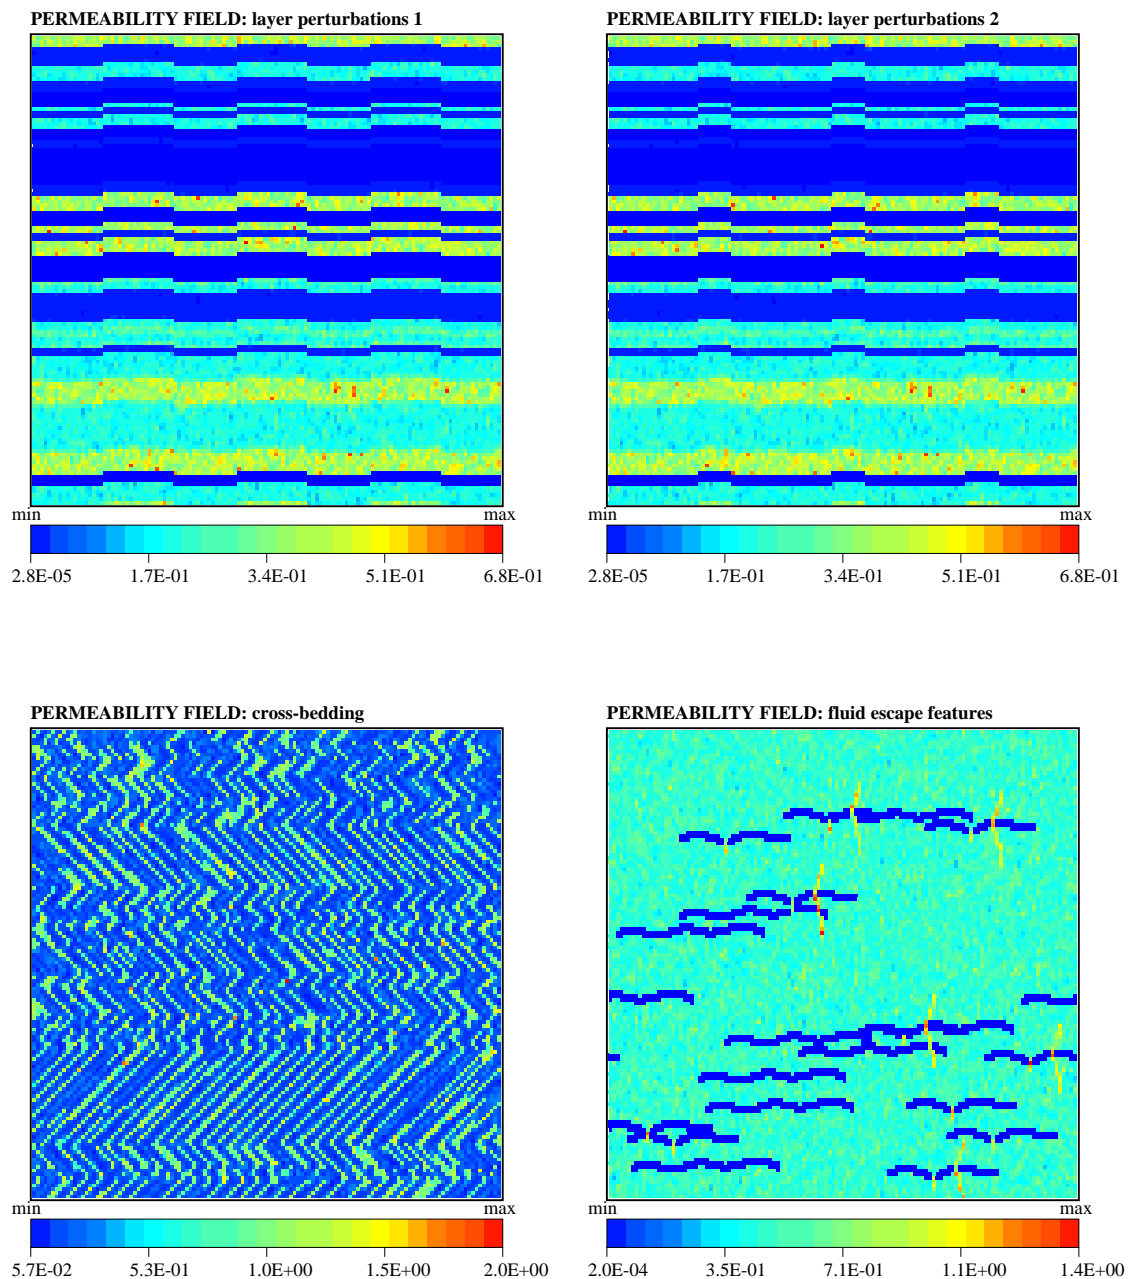 PERMEABILITY FIELD: layer perturbations 1
PERMEABILITY FIELD: layer perturbations 2
min max
min max
2.8E-05 1.7E-01 3.4E-01 5.1E-01 6.8E-01
2.8E-05 1.7E-01 3.4E-01 5.1E-01 6.8E-01
PERMEABILITY FIELD: cross-bedding
PERMEABILITY FIELD: fluid escape features
min max
min max
5.7E-02 5.3E-01 1.0E+00 1.5E+00 2.0E+00
2.0E-04 3.5E-01 7.1E-01 1.1E+00 1.4E+00